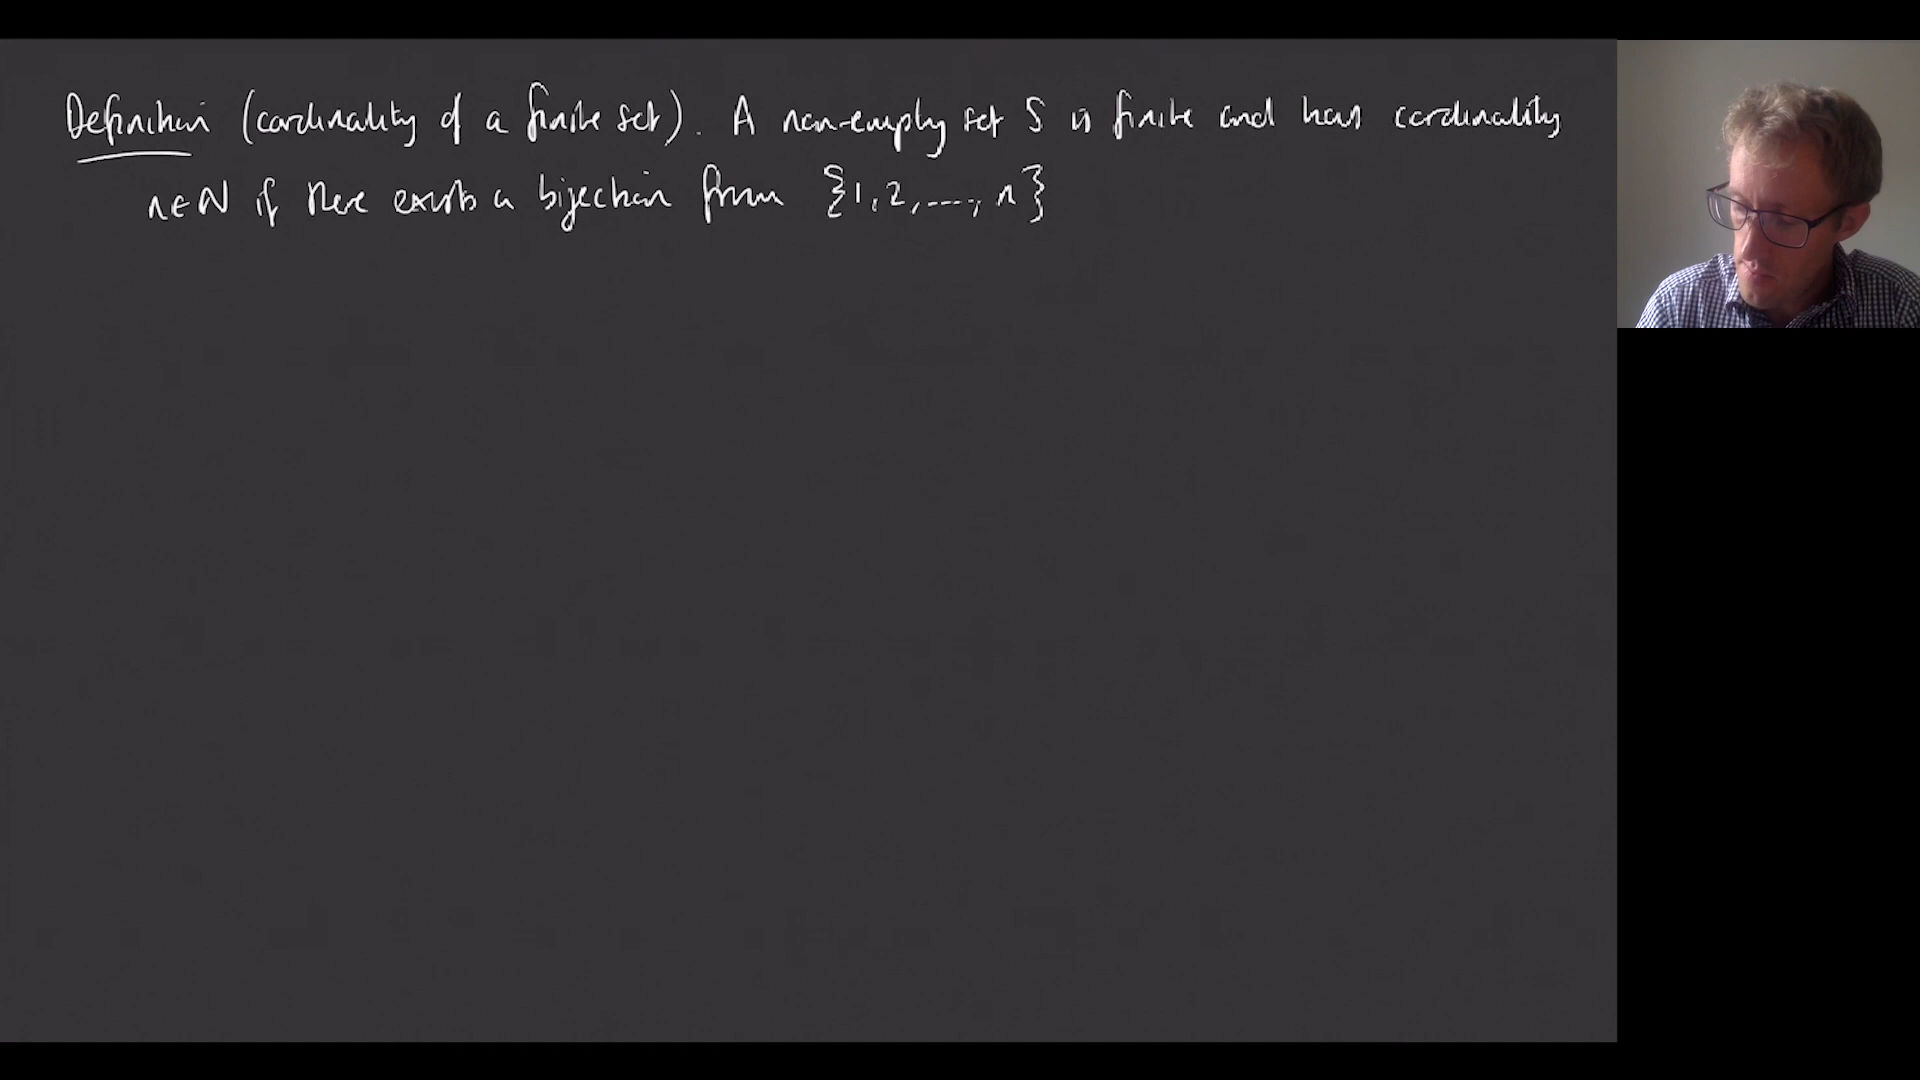 Definition (cardinality of a finite set). A non-empty set S is finite and has cardinality
n∈N if there exists a bijection from {1,2,...., n}